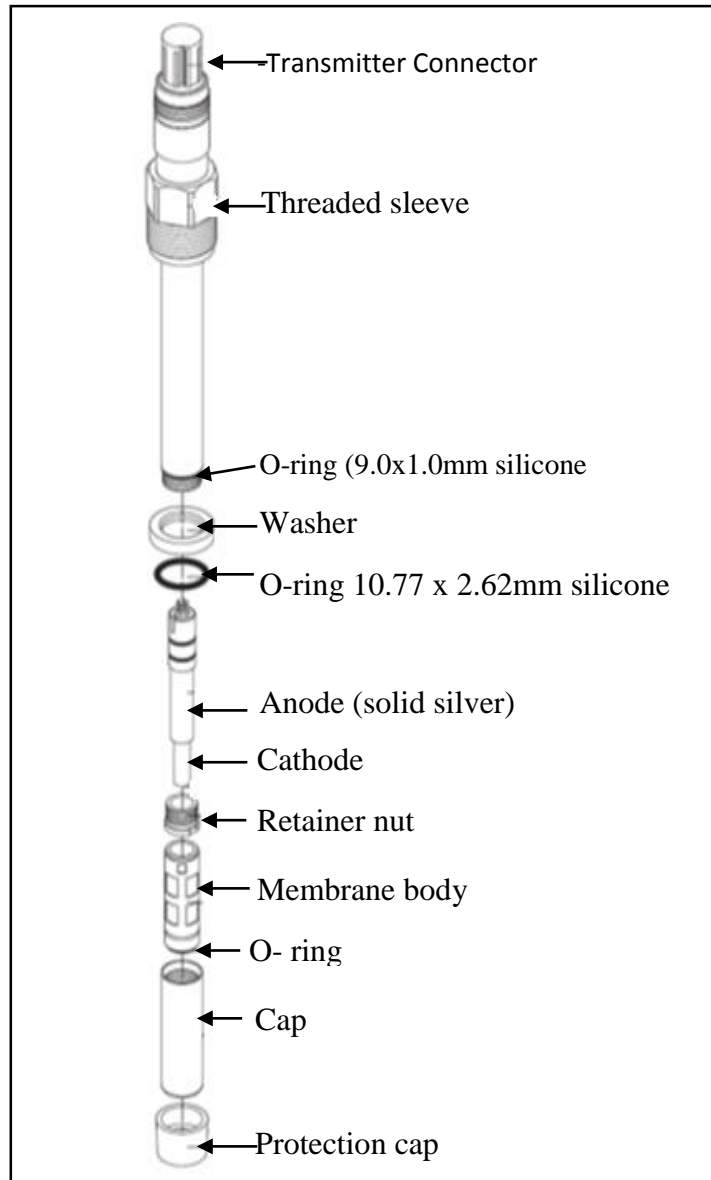 -Transmitter Connector
Threaded sleeve
O-ring (9.0x1.0mm silicone
Washer
O-ring 10.77 x 2.62mm silicone
Anode (solid silver)
Cathode
Retainer nut
Membrane body
O- ring
Cap
Protection cap